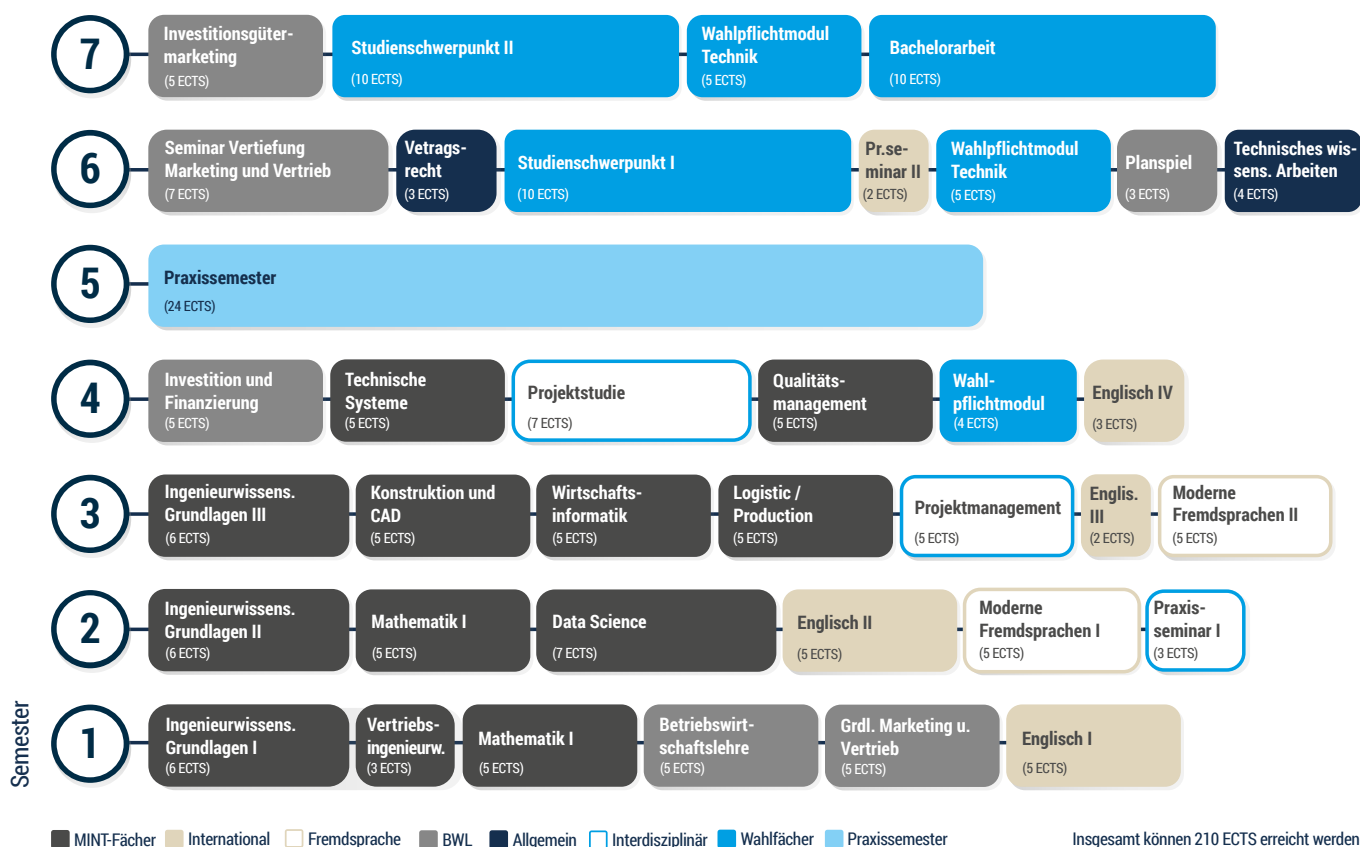 7
Investitionsgüter-
marketing
(5 ECTS)
Studienschwerpunkt II
(10 ECTS)
Wahlpflichtmodul
Technik
(5 ECTS)
Bachelorarbeit
(10 ECTS)
6
Seminar Vertiefung
Marketing und Vertrieb
(7 ECTS)
Vetrags-
recht
(3 ECTS)
Studienschwerpunkt I
(10 ECTS)
Pr.se-
minar II
(2 ECTS)
Wahlpflichtmodul
Technik
(5 ECTS)
Planspiel
(3 ECTS)
Technisches wis-
sens. Arbeiten
(4 ECTS)
5
Praxissemester
(24 ECTS)
4
Investition und
Finanzierung
(5 ECTS)
Technische
Systeme
(5 ECTS)
Projektstudie
(7 ECTS)
Qualitäts-
management
(5 ECTS)
Wahl-
pflichtmodul
(4 ECTS)
Englisch IV
(3 ECTS)
3
Ingenieurwissens.
Grundlagen III
(6 ECTS)
Konstruktion und
CAD
(5 ECTS)
Wirtschafts-
informatik
(5 ECTS)
Logistic /
Production
(5 ECTS)
Projektmanagement
(5 ECTS)
Englis.
III
(2 ECTS)
Moderne
Fremdsprachen II
(5 ECTS)
2
Ingenieurwissens.
Grundlagen II
(6 ECTS)
Mathematik I
(5 ECTS)
Data Science
(7 ECTS)
Englisch II
(5 ECTS)
Moderne
Fremdsprachen I
(5 ECTS)
Praxis-
seminar I
(3 ECTS)
Semester
1
Ingenieurwissens.
Grundlagen I
(6 ECTS)
Vertriebs-
ingenieurw.
(3 ECTS)
Mathematik I
(5 ECTS)
Betriebswirt-
schaftslehre
(5 ECTS)
Grdl. Marketing u.
Vertrieb
(5 ECTS)
Englisch I
(5 ECTS)
MINT-Fächer
International
Fremdsprache
BWL
Allgemein
Interdisziplinär
Wahlfächer
Praxissemester
Insgesamt können 210 ECTS erreicht werden